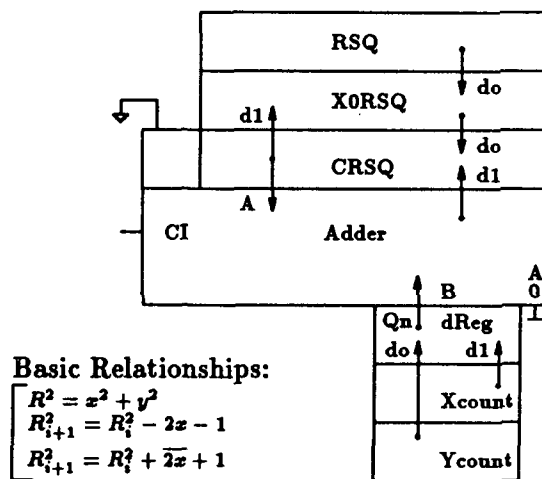 RSQ
do
X0RSQ
d1
do
CRSQ
d1
A
CI
Adder
B
A
0
Qn
dReg
do
d1
Xcount
Ycount
Basic Relationships:
R² = x² + y²
R²ᵢ₊₁ = R²ᵢ − 2x − 1
R²ᵢ₊₁ = R²ᵢ + \overline{2x} + 1